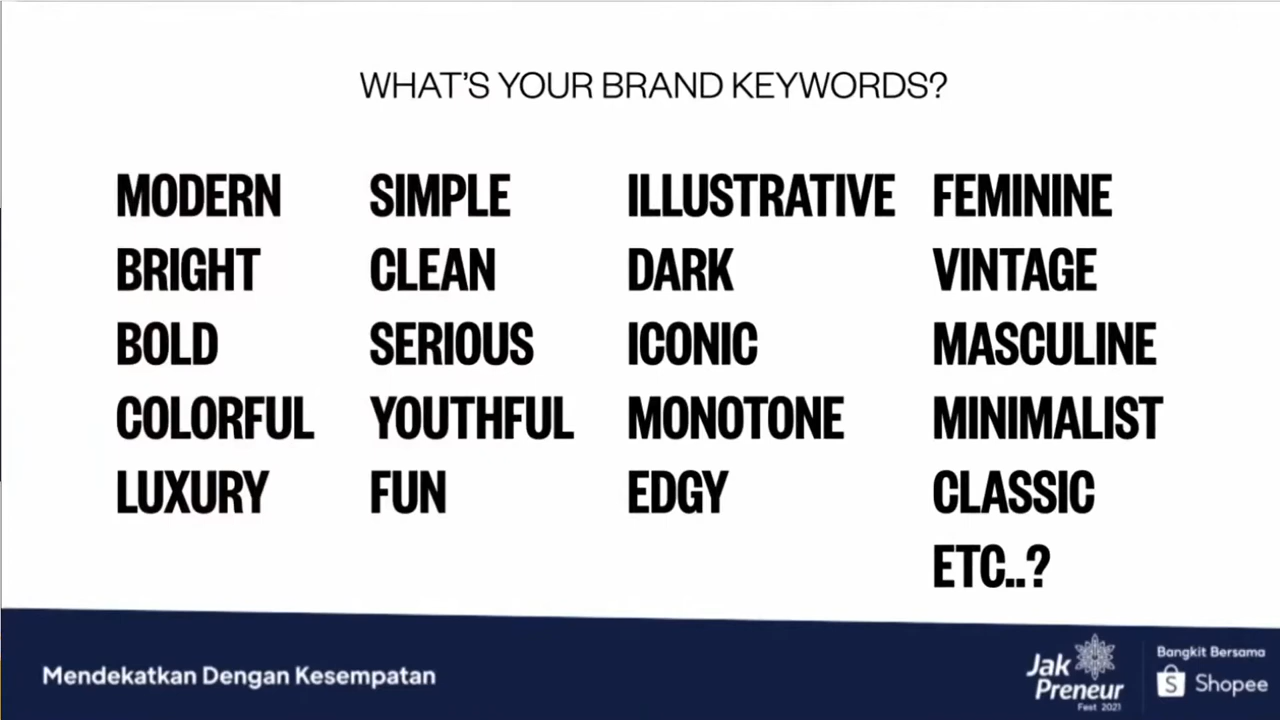 WHAT'S YOUR BRAND KEYWORDS?
MODERN
BRIGHT
BOLD
COLORFUL
LUXURY
SIMPLE
CLEAN
SERIOUS
YOUTHFUL
FUN
ILLUSTRATIVE
DARK
ICONIC
MONOTONE
EDGY
FEMININE
VINTAGE
MASCULINE
MINIMALIST
CLASSIC
ETC..?
Mendekatkan Dengan Kesempatan
Jak
Preneur
Fest 2021
Bangkit Bersama
S Shopee